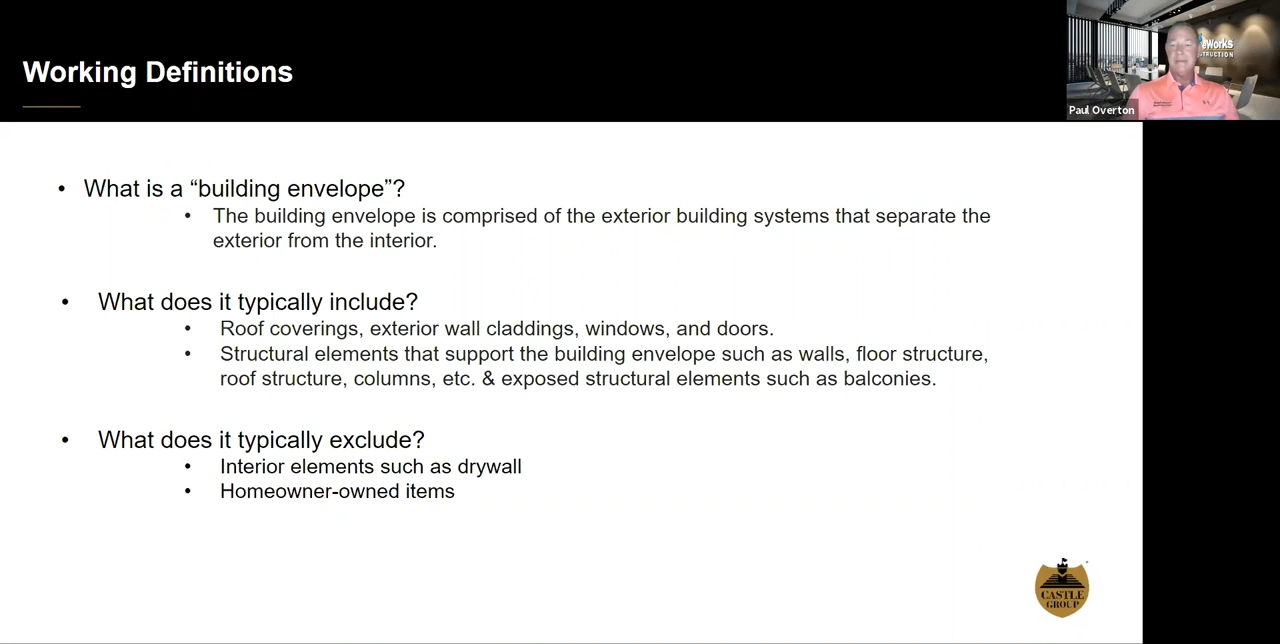 Working Definitions
eWorks
TRUCTION
Paul Overton
• What is a “building envelope”?
• The building envelope is comprised of the exterior building systems that separate the
exterior from the interior.
• What does it typically include?
• Roof coverings, exterior wall claddings, windows, and doors.
• Structural elements that support the building envelope such as walls, floor structure,
roof structure, columns, etc. & exposed structural elements such as balconies.
• What does it typically exclude?
• Interior elements such as drywall
• Homeowner-owned items
CASTLE
GROUP